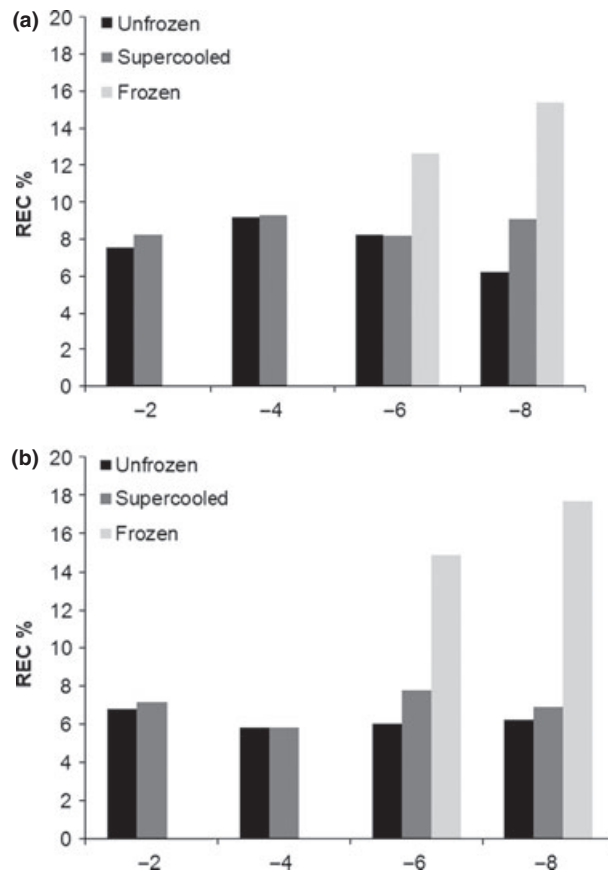 (a)
20
18
16
14
12
10
8
6
4
2
0
REC %
Unfrozen
Supercooled
Frozen
–2 –4 –6 –8
(b)
20
18
16
14
12
10
8
6
4
2
0
REC %
Unfrozen
Supercooled
Frozen
–2 –4 –6 –8